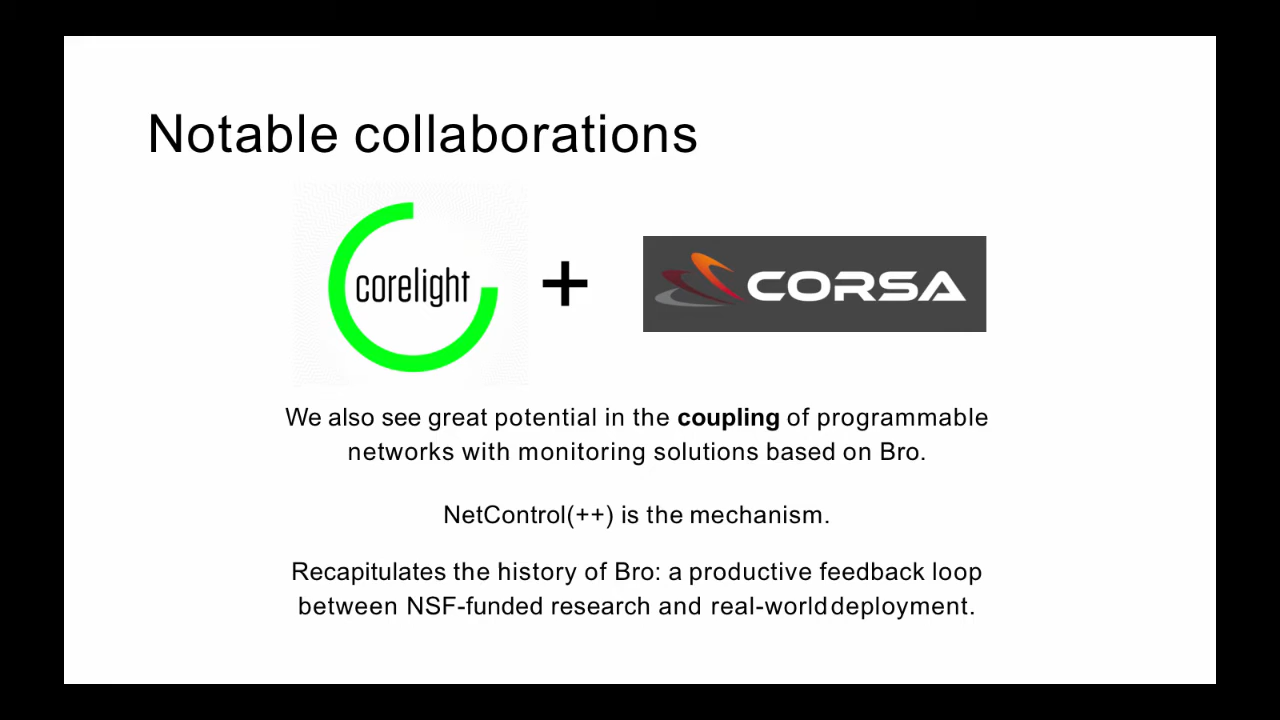 Notable collaborations
corelight
+
CORSA
We also see great potential in the coupling of programmable
networks with monitoring solutions based on Bro.
NetControl(++) is the mechanism.
Recapitulates the history of Bro: a productive feedback loop
between NSF-funded research and real-world deployment.